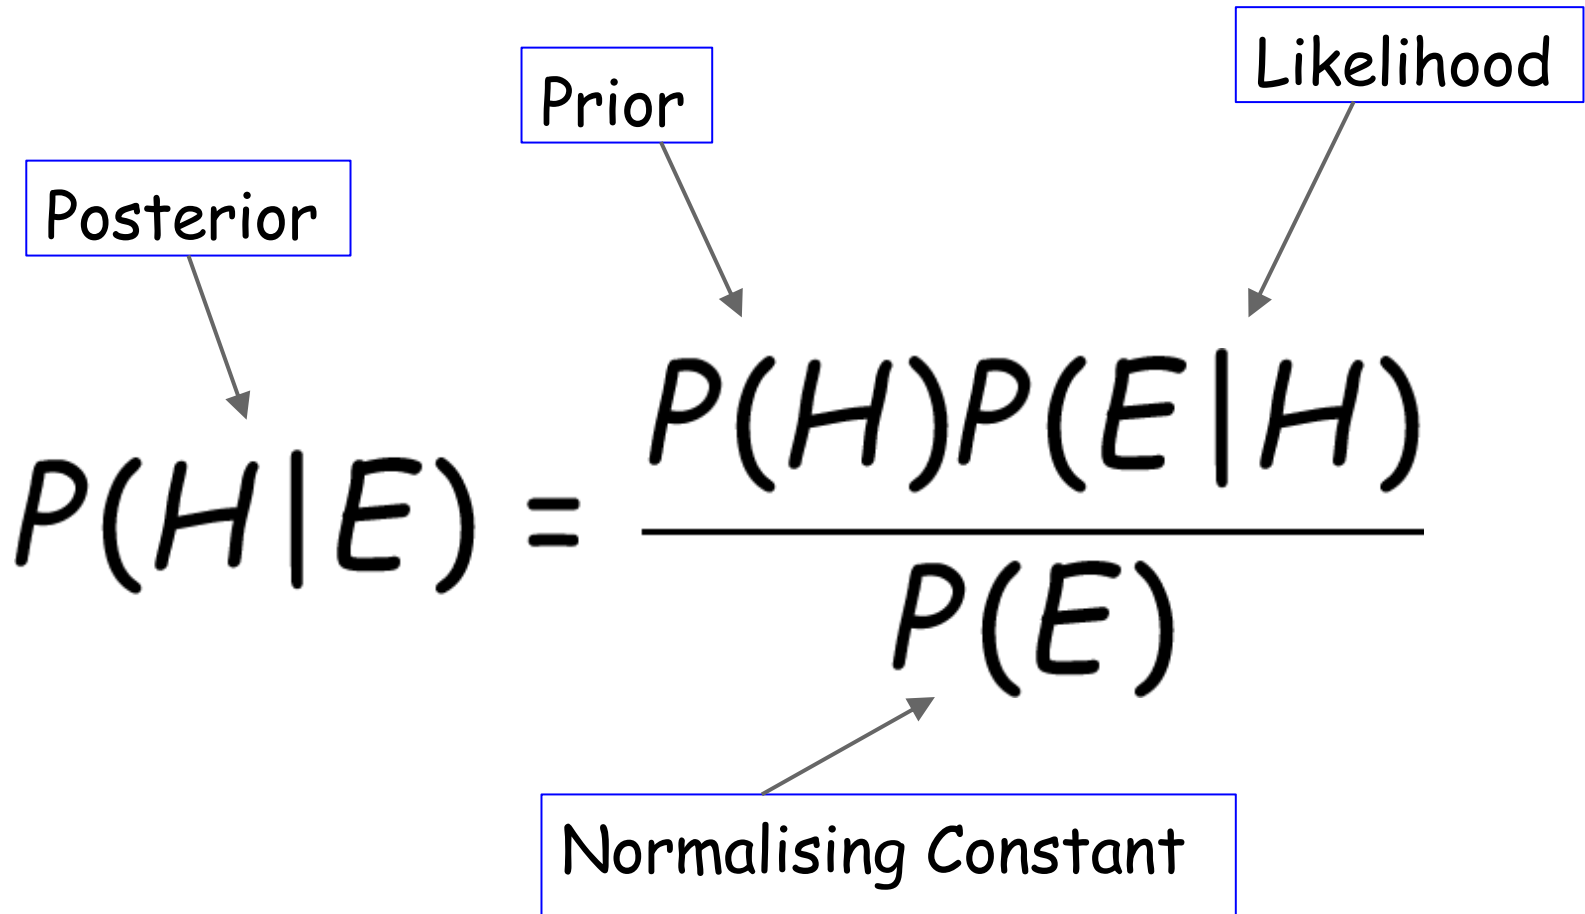 Likelihood
Prior
Posterior
P(H)P(E|H)
P(H|E) =
P(E)
Normalising Constant